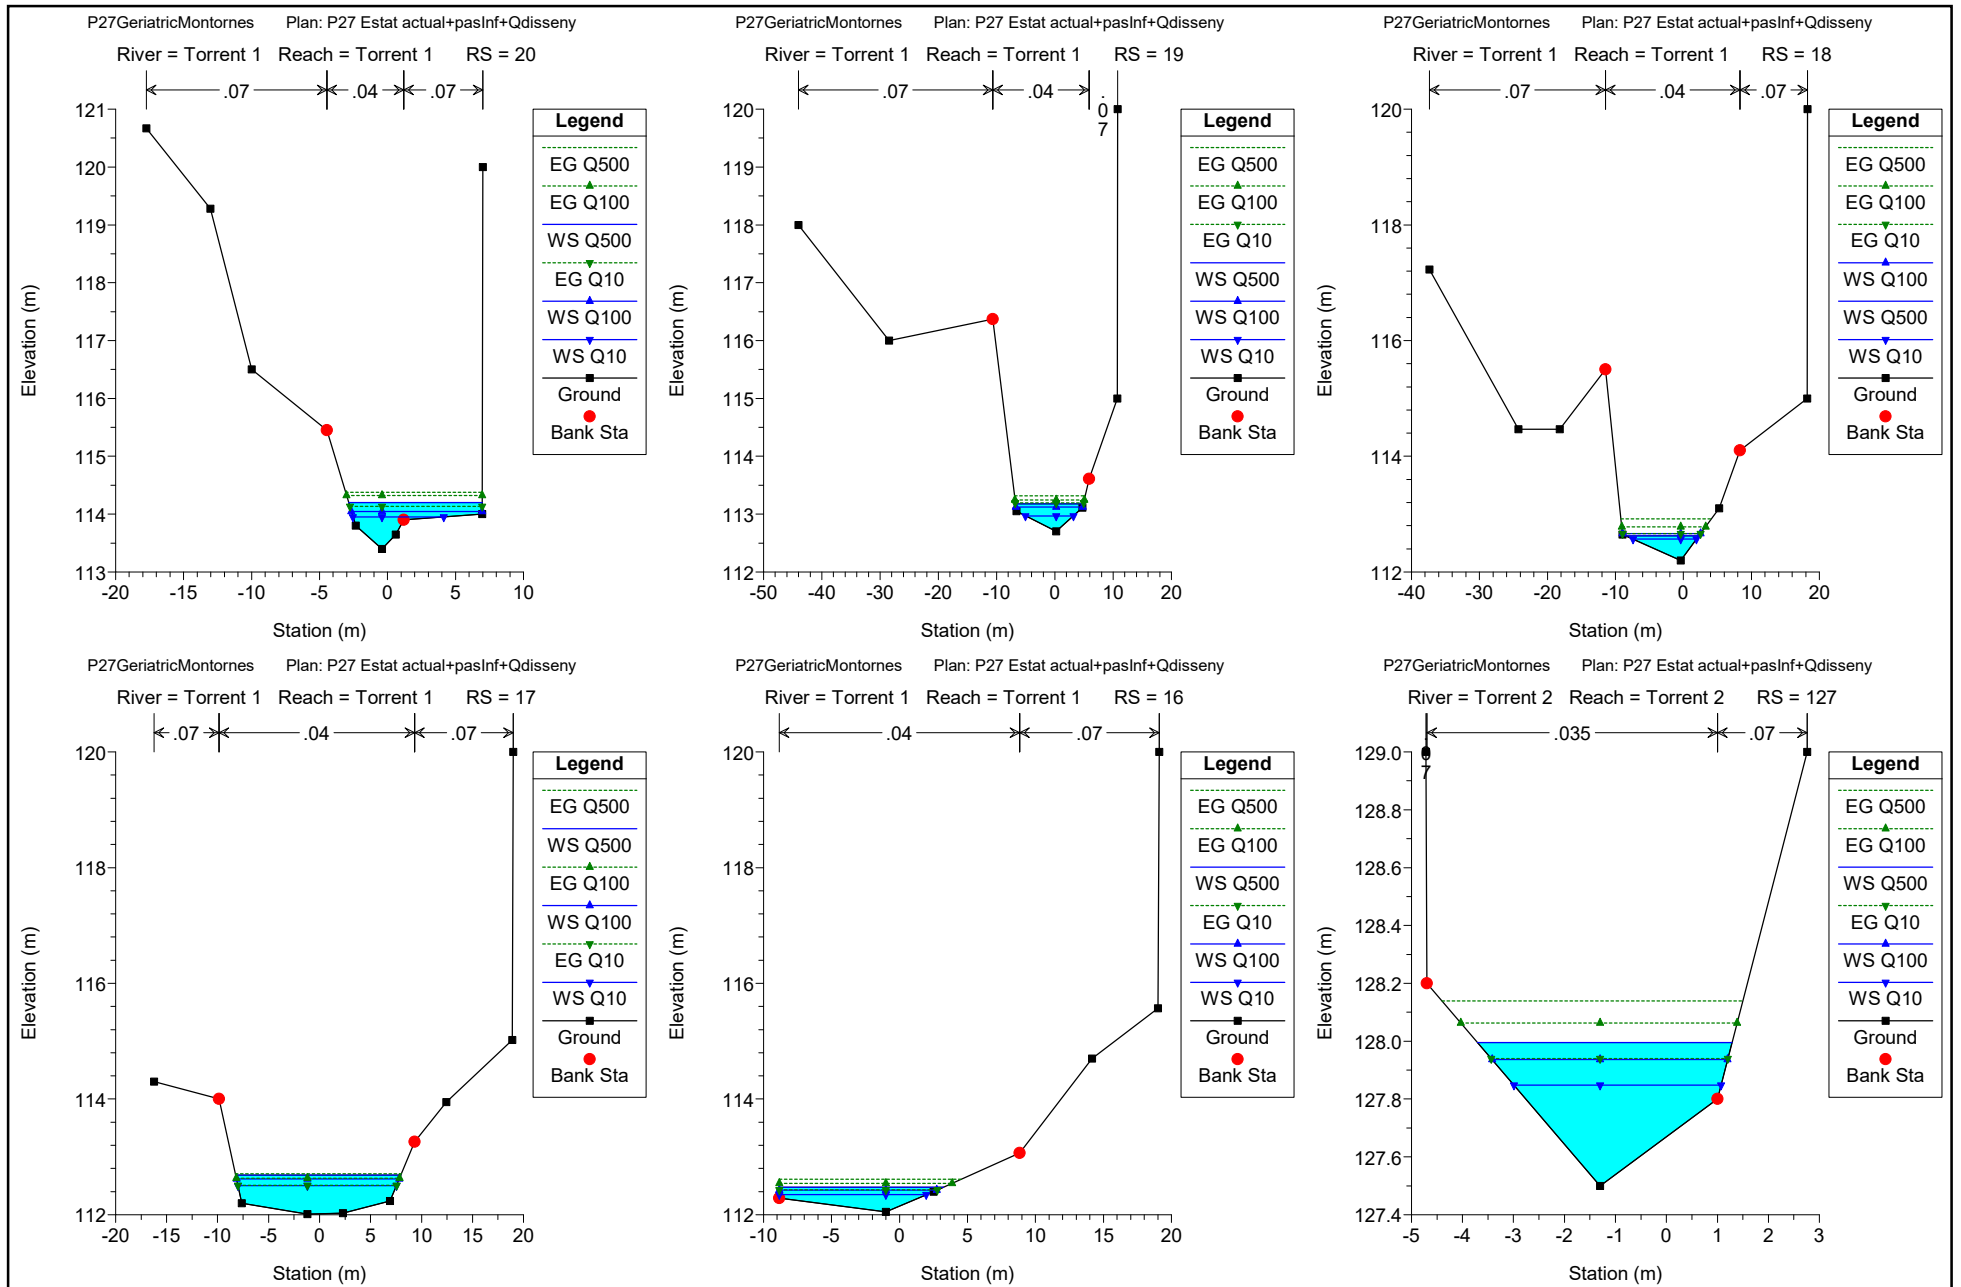 P27GeriatricMontornes Plan: P27 Estat actual+pasInf+Qdisseny
River = Torrent 1 Reach = Torrent 1 RS = 20
.07 .04 .07
121
120
119
118
117
116
115
114
113
-20 -15 -10 -5 0 5 10
Station (m)
Elevation (m)
Legend
EG Q500
EG Q100
WS Q500
EG Q10
WS Q100
WS Q10
Ground
Bank Sta
P27GeriatricMontornes Plan: P27 Estat actual+pasInf+Qdisseny
River = Torrent 1 Reach = Torrent 1 RS = 19
.07 .04 .07
120
119
118
117
116
115
114
113
112
-50 -40 -30 -20 -10 0 10 20
Station (m)
Elevation (m)
Legend
EG Q500
EG Q100
EG Q10
WS Q500
WS Q100
WS Q10
Ground
Bank Sta
P27GeriatricMontornes Plan: P27 Estat actual+pasInf+Qdisseny
River = Torrent 1 Reach = Torrent 1 RS = 18
.07 .04 .07
120
118
116
114
112
-40 -30 -20 -10 0 10 20
Station (m)
Elevation (m)
Legend
EG Q500
EG Q100
EG Q10
WS Q100
WS Q500
WS Q10
Ground
Bank Sta
P27GeriatricMontornes Plan: P27 Estat actual+pasInf+Qdisseny
River = Torrent 1 Reach = Torrent 1 RS = 17
.07 .04 .07
120
118
116
114
112
-20 -15 -10 -5 0 5 10 15 20
Station (m)
Elevation (m)
Legend
EG Q500
WS Q500
EG Q100
WS Q100
EG Q10
WS Q10
Ground
Bank Sta
P27GeriatricMontornes Plan: P27 Estat actual+pasInf+Qdisseny
River = Torrent 1 Reach = Torrent 1 RS = 16
.04 .07
120
118
116
114
112
-10 -5 0 5 10 15 20
Station (m)
Elevation (m)
Legend
EG Q500
EG Q100
WS Q500
EG Q10
WS Q100
WS Q10
Ground
Bank Sta
P27GeriatricMontornes Plan: P27 Estat actual+pasInf+Qdisseny
River = Torrent 2 Reach = Torrent 2 RS = 127
.035 .07
129.0
128.8
128.6
128.4
128.2
128.0
127.8
127.6
127.4
-5 -4 -3 -2 -1 0 1 2 3
Station (m)
Elevation (m)
Legend
EG Q500
EG Q100
WS Q500
EG Q10
WS Q100
WS Q10
Ground
Bank Sta